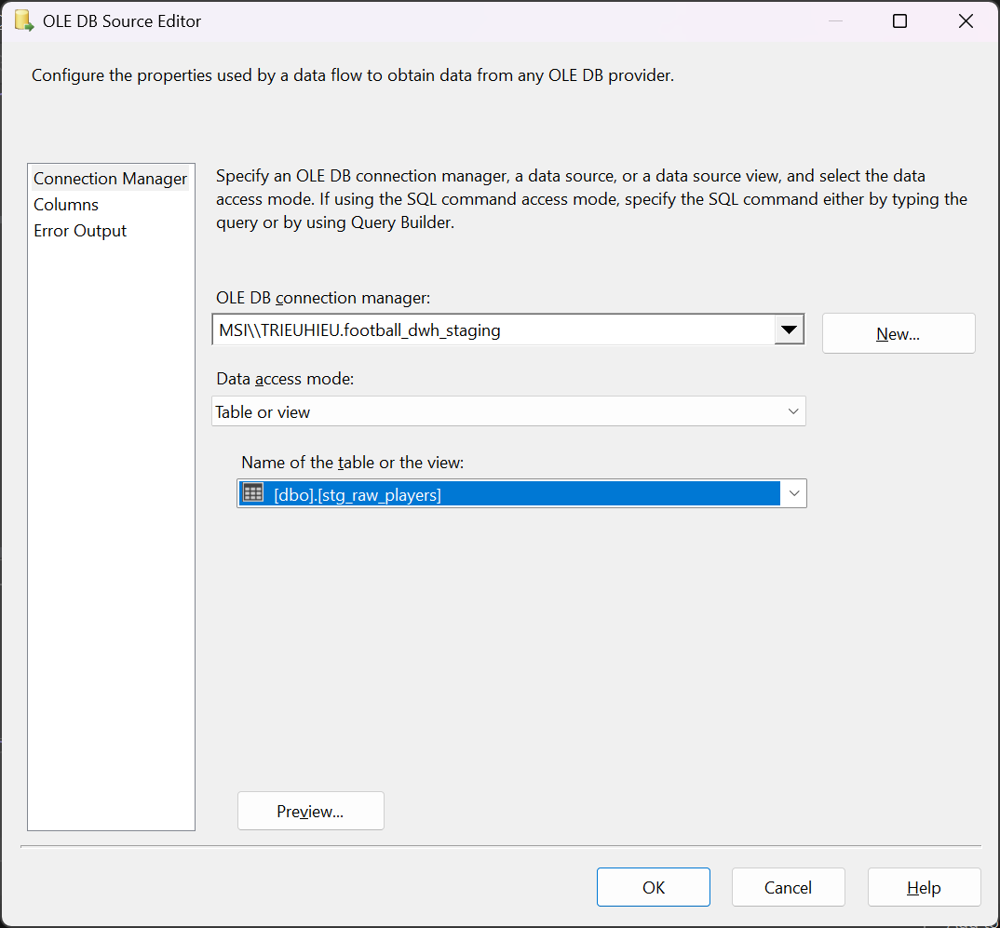 OLE DB Source Editor
Configure the properties used by a data flow to obtain data from any OLE DB provider.
Connection Manager
Columns
Error Output
Specify an OLE DB connection manager, a data source, or a data source view, and select the data
access mode. If using the SQL command access mode, specify the SQL command either by typing the
query or by using Query Builder.
OLE DB connection manager:
MSI\\TRIEUHIEU.football_dwh_staging
New...
Data access mode:
Table or view
Name of the table or the view:
[dbo].[stg_raw_players]
Preview...
OK
Cancel
Help